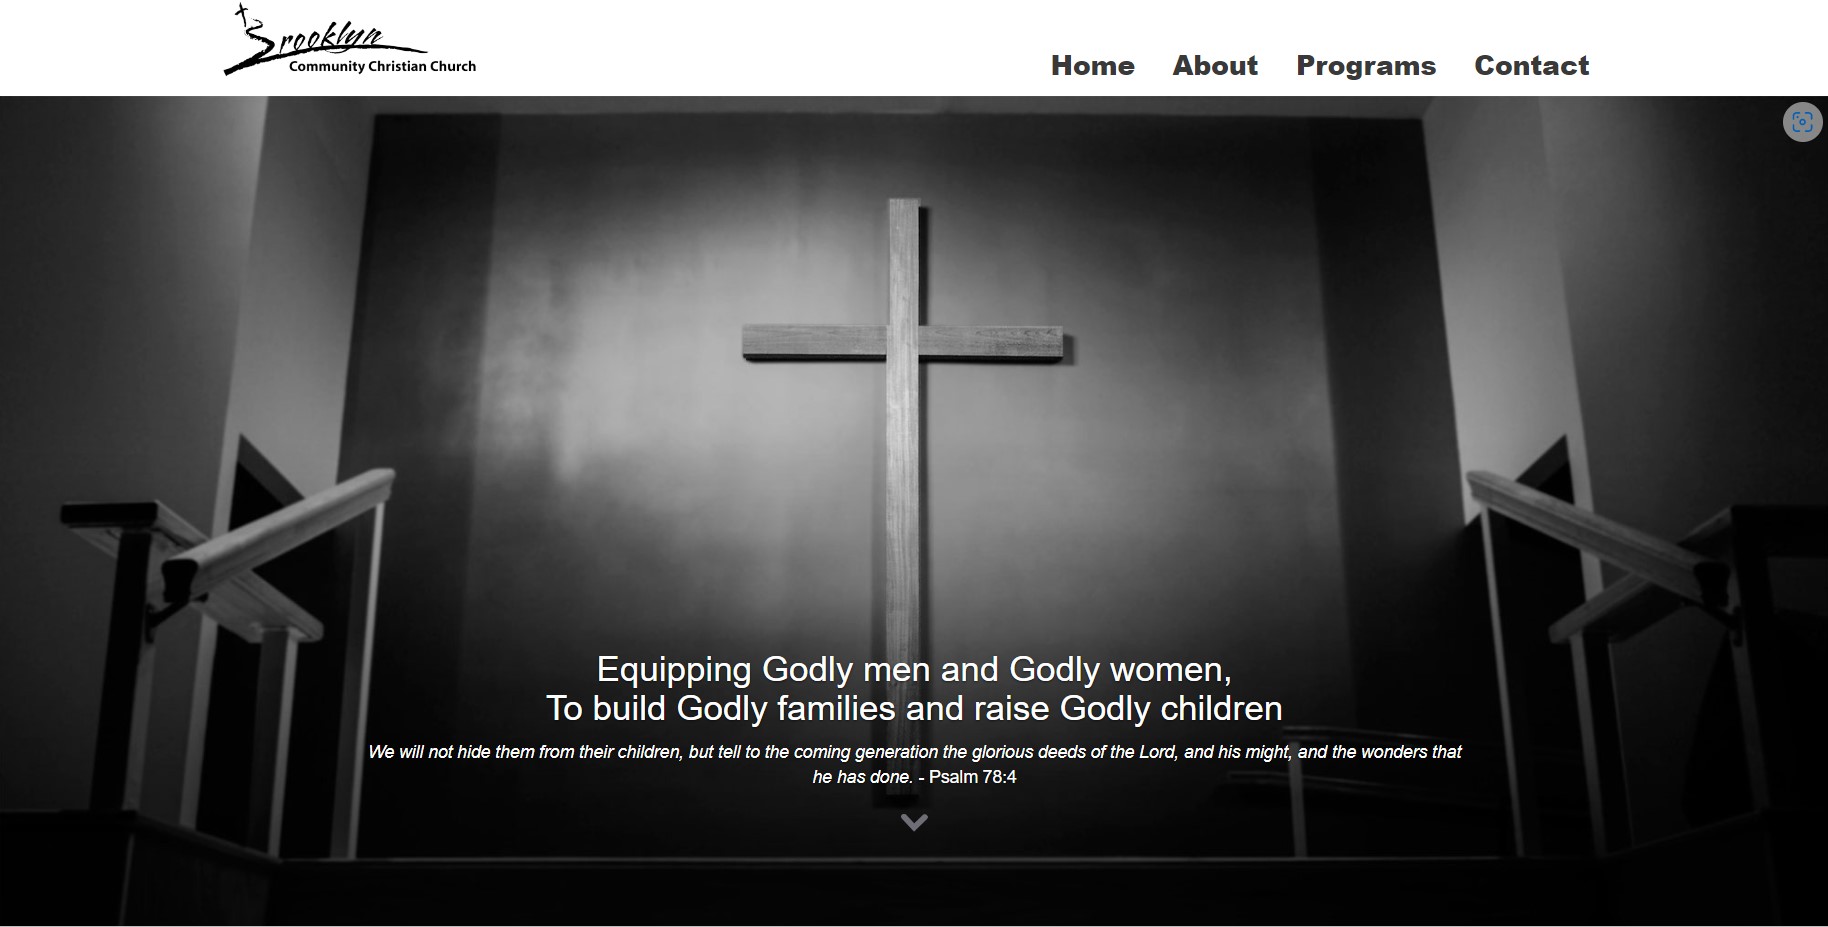 Brooklyn
Community Christian Church
Home About Programs Contact
Equipping Godly men and Godly women,
To build Godly families and raise Godly children
We will not hide them from their children, but tell to the coming generation the glorious deeds of the Lord, and his might, and the wonders that
he has done. - Psalm 78:4